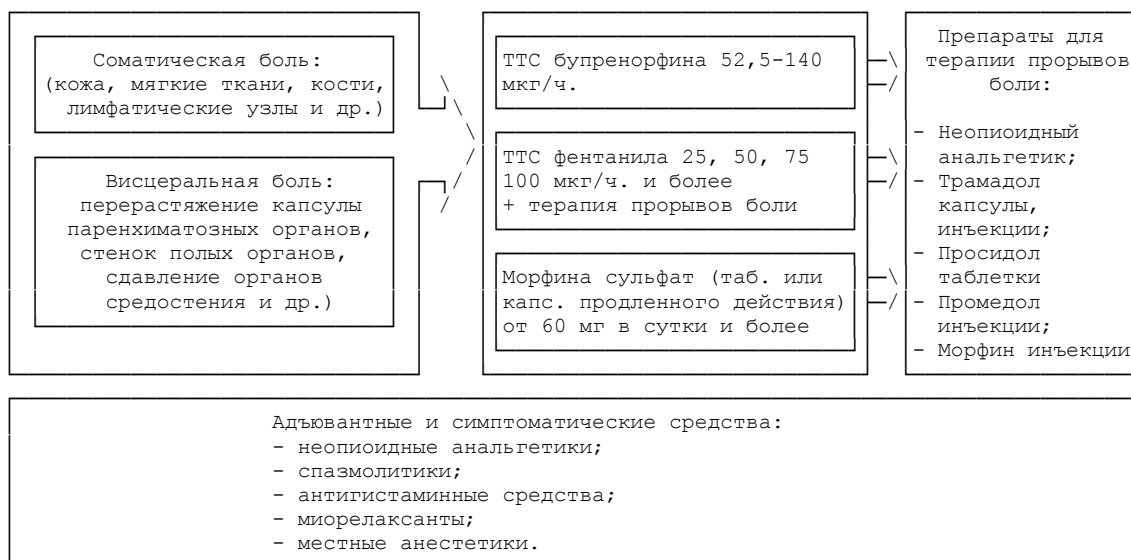 Соматическая боль:
(кожа, мягкие ткани, кости,
лимфатические узлы и др.)
Висцеральная боль:
перерастяжение капсулы
паренхиматозных органов,
стенок полых органов,
сдавление органов
средостения и др.)
ТТС бупренорфина 52,5-140
мкг/ч.
ТТС фентанила 25, 50, 75
100 мкг/ч. и более
+ терапия прорывов боли
Морфина сульфат (таб. или
капс. продленного действия)
от 60 мг в сутки и более
Препараты для
терапии прорывов
боли:
- Неопиоидный
анальгетик;
- Трамадол
капсулы,
инъекции;
- Просидол
таблетки
- Промедол
инъекции;
- Морфин инъекции
Адъювантные и симптоматические средства:
- неопиоидные анальгетики;
- спазмолитики;
- антигистаминные средства;
- миорелаксанты;
- местные анестетики.